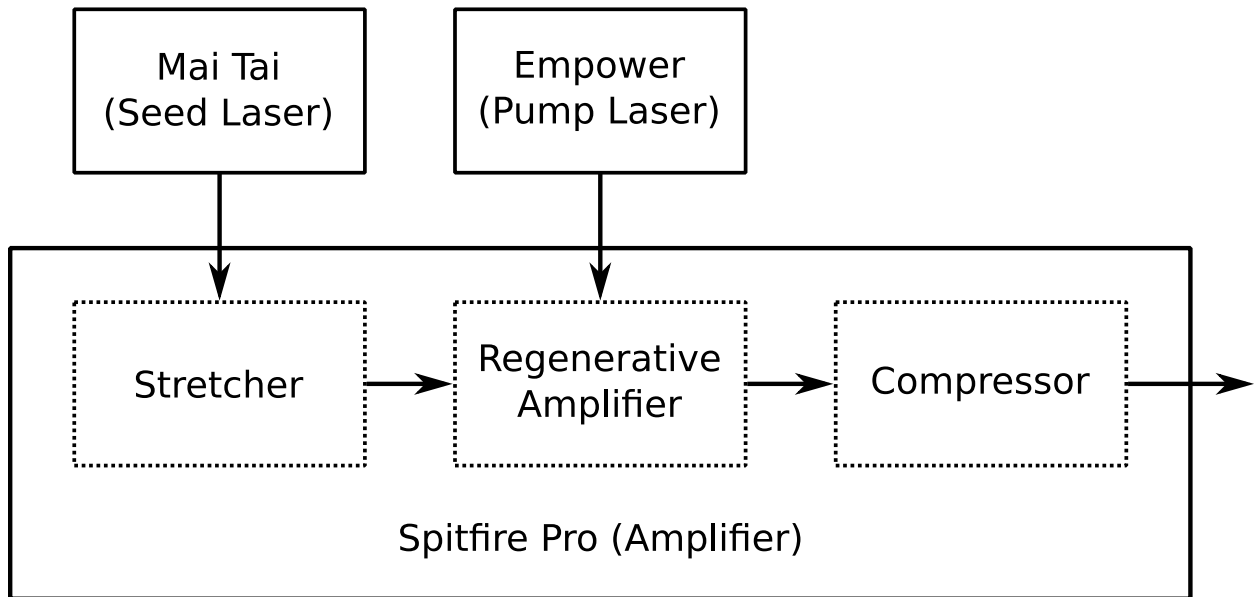 Mai Tai
(Seed Laser)
Empower
(Pump Laser)
Stretcher
Regenerative
Amplifier
Compressor
Spitfire Pro (Amplifier)